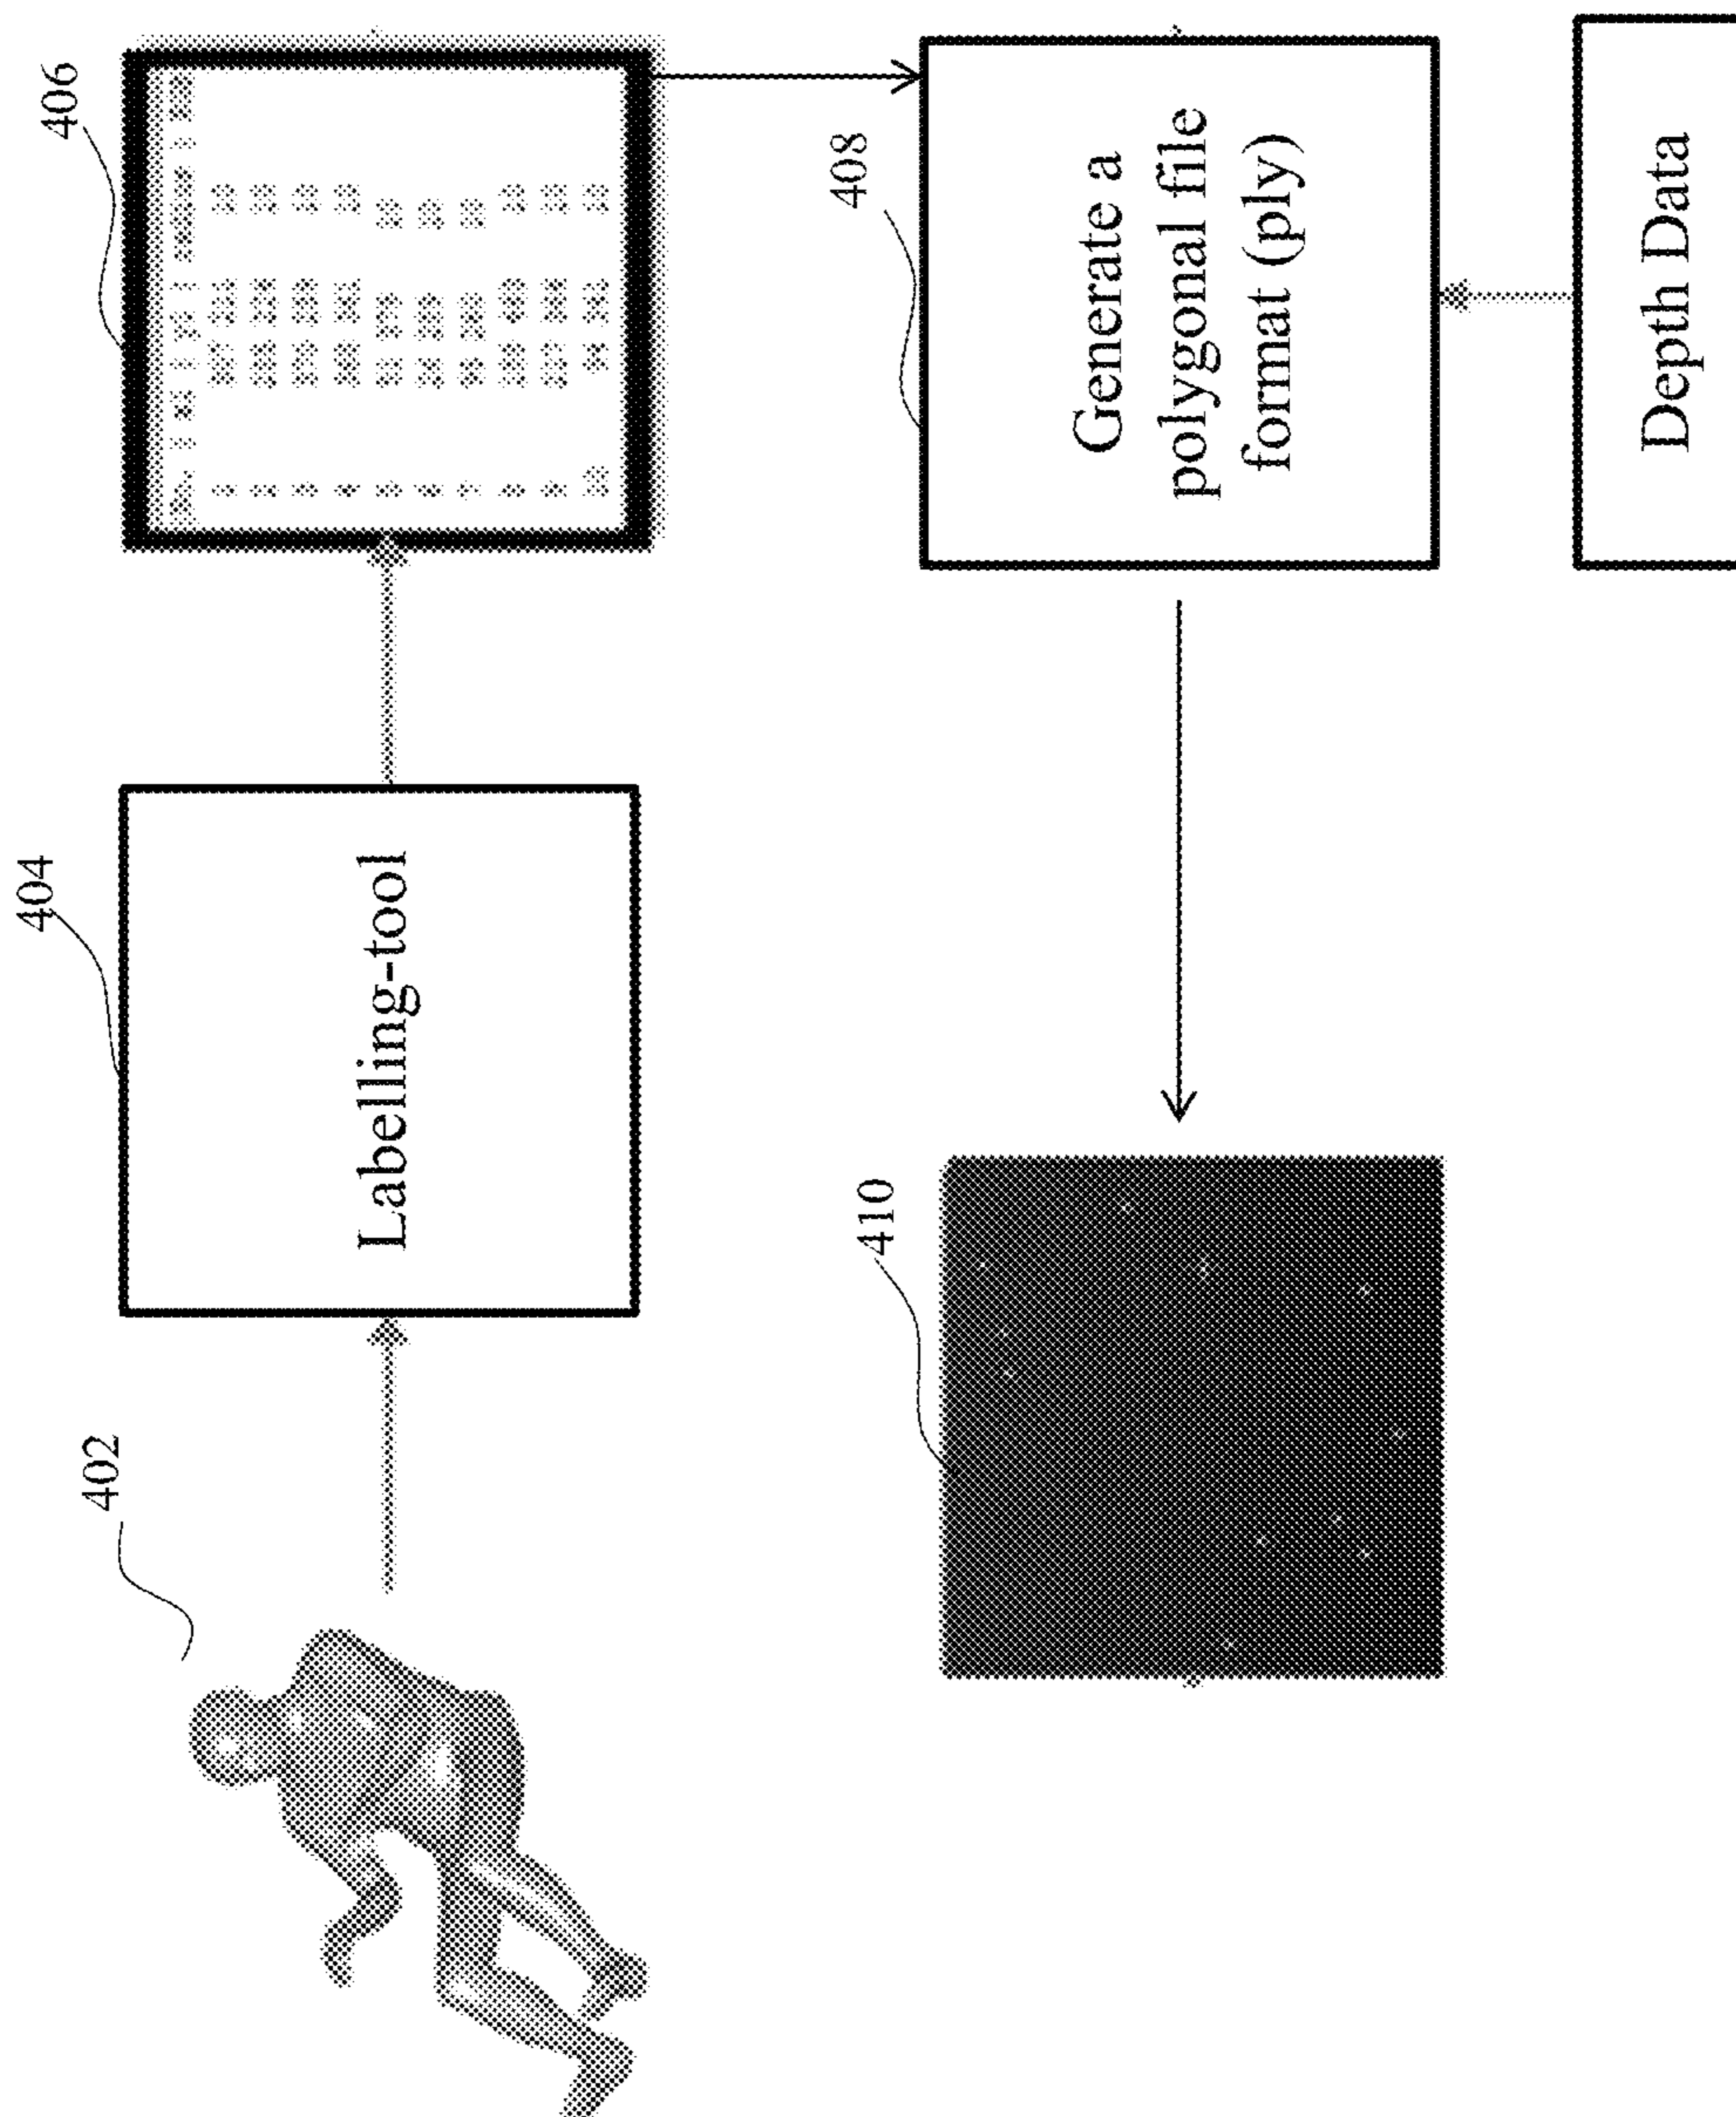 402
404
Labelling-tool
406
408
Generate a
polygonal file
format (ply)
410
Depth Data